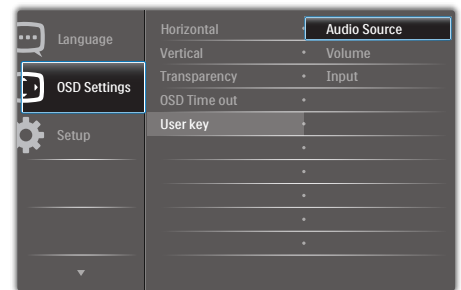 Language
OSD Settings
Setup
Horizontal
Vertical
Transparency
OSD Time out
User key
Audio Source
Volume
Input